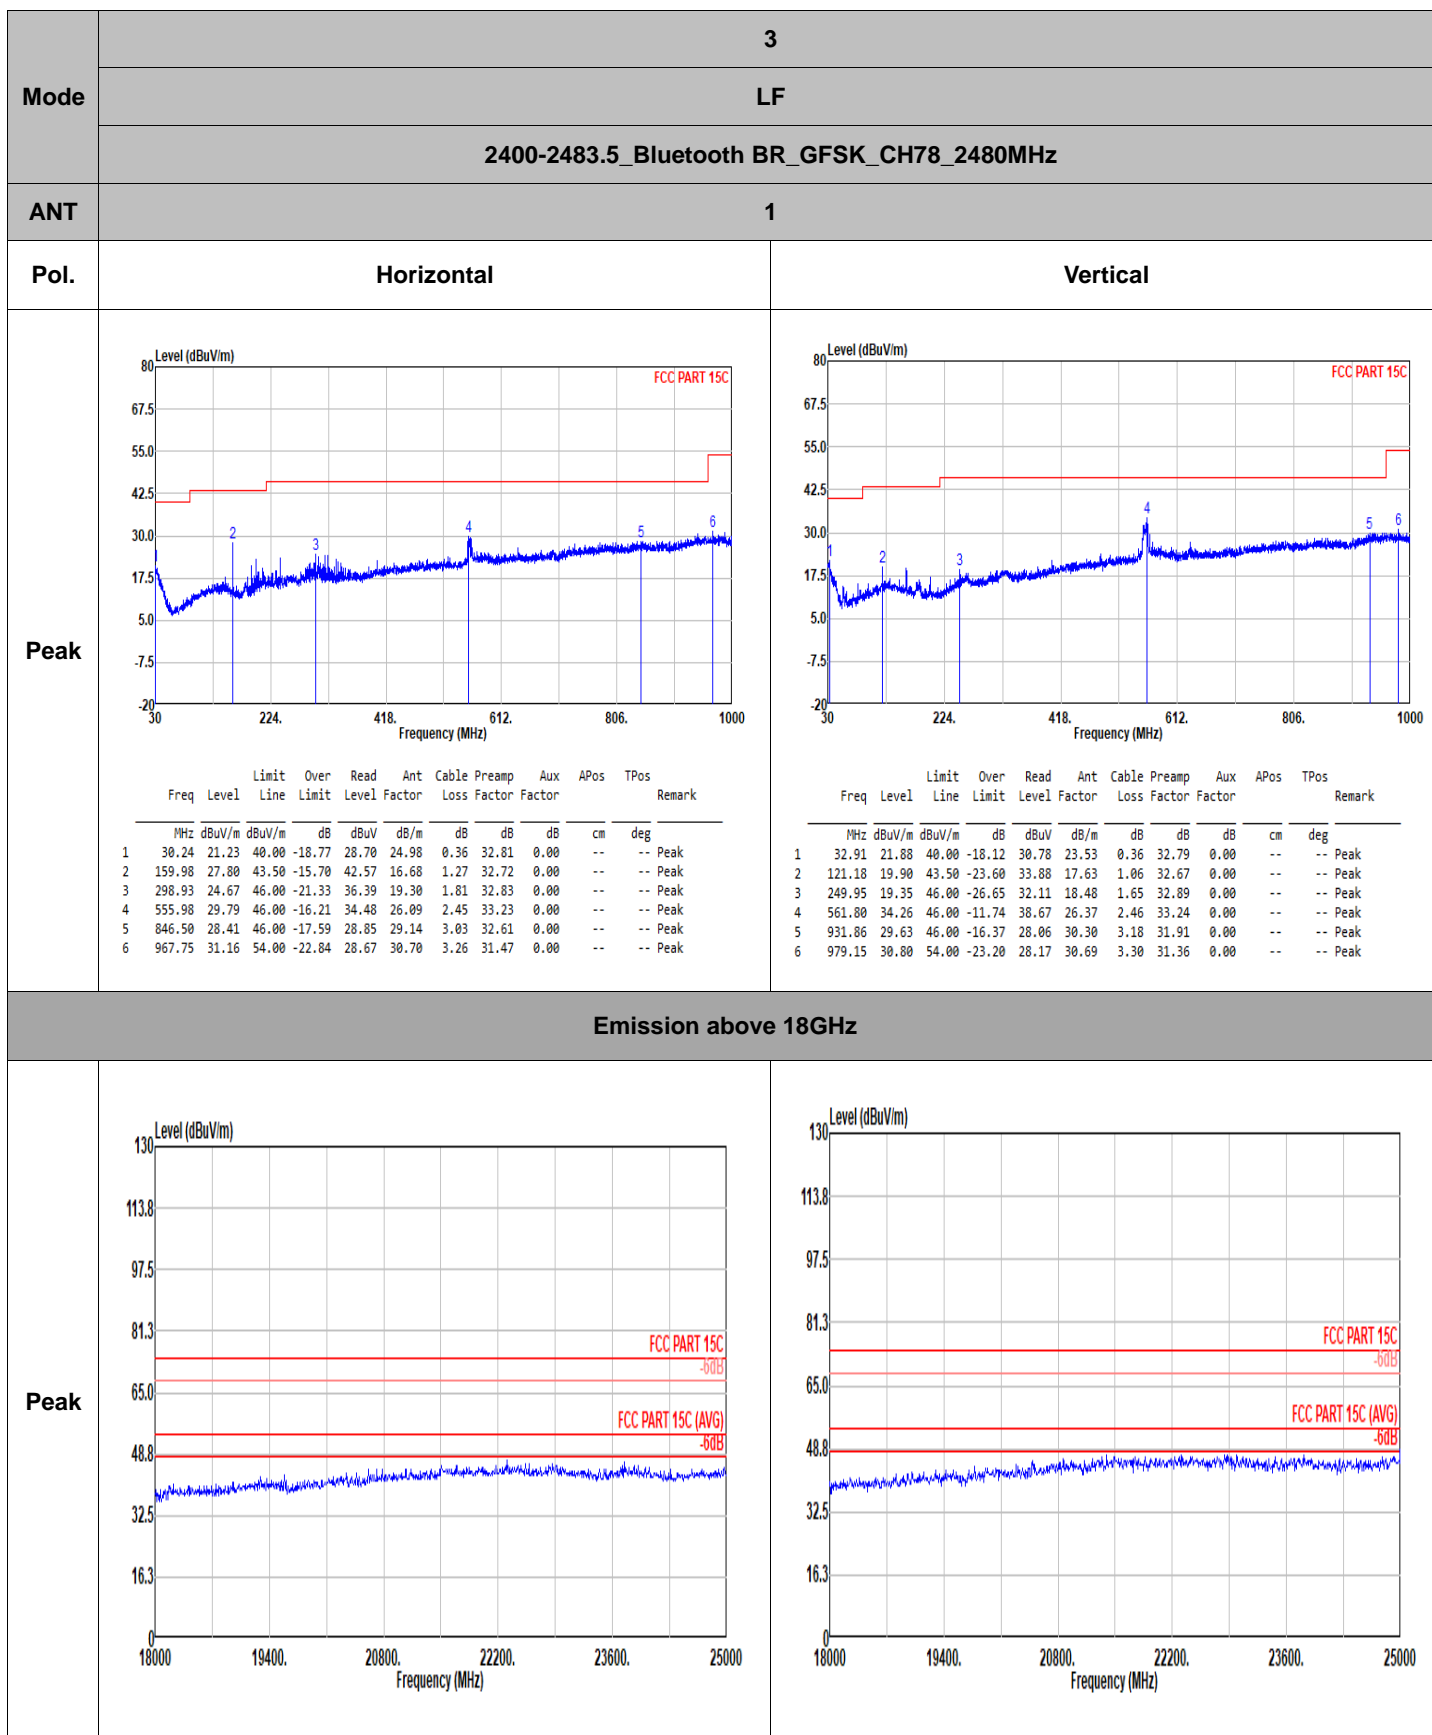 Mode
3
LF
2400-2483.5_Bluetooth BR_GFSK_CH78_2480MHz
ANT
1
Pol.
Horizontal
Vertical
Peak
Level (dBuV/m)
FCC PART 15C
80
67.5
55.0
42.5
30.0
17.5
5.0
-7.5
-20
2
3
4
5
6
30 224. 418. 612. 806. 1000
Frequency (MHz)
Limit Over Read Ant Cable Preamp Aux APos TPos
Freq Level Line Limit Level Factor Loss Factor Factor Remark
MHz dBuV/m dBuV/m dB dBuV dB/m dB dB dB cm deg
1 30.24 21.23 40.00 -18.77 28.70 24.98 0.36 32.81 0.00 -- -- Peak
2 159.98 27.80 43.50 -15.70 42.57 16.68 1.27 32.72 0.00 -- -- Peak
3 298.93 24.67 46.00 -21.33 36.39 19.30 1.81 32.83 0.00 -- -- Peak
4 555.98 29.79 46.00 -16.21 34.48 26.09 2.45 33.23 0.00 -- -- Peak
5 846.50 28.41 46.00 -17.59 28.85 29.14 3.03 32.61 0.00 -- -- Peak
6 967.75 31.16 54.00 -22.84 28.67 30.70 3.26 31.47 0.00 -- -- Peak
Level (dBuV/m)
FCC PART 15C
80
67.5
55.0
42.5
30.0
17.5
5.0
-7.5
-20
1
2
3
4
5
6
30 224. 418. 612. 806. 1000
Frequency (MHz)
Limit Over Read Ant Cable Preamp Aux APos TPos
Freq Level Line Limit Level Factor Loss Factor Factor Remark
MHz dBuV/m dBuV/m dB dBuV dB/m dB dB dB cm deg
1 32.91 21.88 40.00 -18.12 30.78 23.53 0.36 32.79 0.00 -- -- Peak
2 121.18 19.90 43.50 -23.60 33.88 17.63 1.06 32.67 0.00 -- -- Peak
3 249.95 19.35 46.00 -26.65 32.11 18.48 1.65 32.89 0.00 -- -- Peak
4 561.80 34.26 46.00 -11.74 38.67 26.37 2.46 33.24 0.00 -- -- Peak
5 931.86 29.63 46.00 -16.37 28.06 30.30 3.18 31.91 0.00 -- -- Peak
6 979.15 30.80 54.00 -23.20 28.17 30.69 3.30 31.36 0.00 -- -- Peak
Emission above 18GHz
Peak
Level (dBuV/m)
130
113.8
97.5
81.3
65.0
48.8
32.5
16.3
0
FCC PART 15C
-6dB
FCC PART 15C (AVG)
-6dB
18000 19400. 20800. 22200. 23600. 25000
Frequency (MHz)
Level (dBuV/m)
130
113.8
97.5
81.3
65.0
48.8
32.5
16.3
0
FCC PART 15C
-6dB
FCC PART 15C (AVG)
-6dB
18000 19400. 20800. 22200. 23600. 25000
Frequency (MHz)